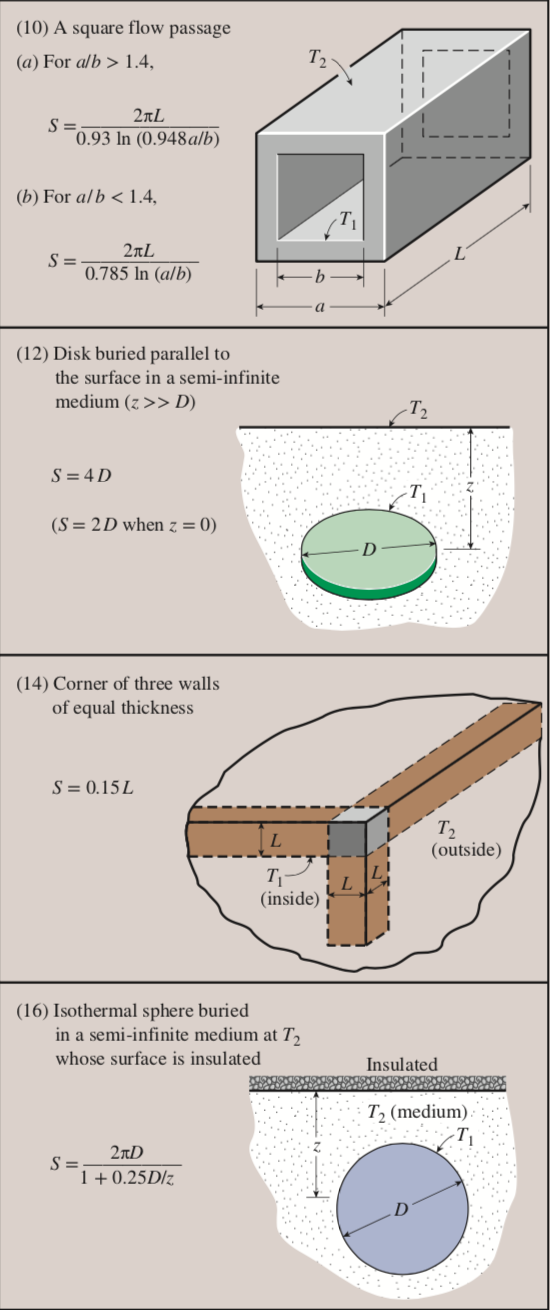 (10) A square flow passage
(a) For a/b > 1.4,
S = 2πL / 0.93 ln (0.948a/b)
(b) For a/b < 1.4,
S = 2πL / 0.785 ln (a/b)
T₂
T₁
L
b
a
(12) Disk buried parallel to
the surface in a semi-infinite
medium (z >> D)
S = 4D
(S = 2D when z = 0)
T₂
T₁
z
D
(14) Corner of three walls
of equal thickness
S = 0.15L
L
T₁
(inside)
L
L
T₂
(outside)
(16) Isothermal sphere buried
in a semi-infinite medium at T₂
whose surface is insulated
S = 2πD / 1 + 0.25D/z
Insulated
T₂ (medium)
T₁
z
D